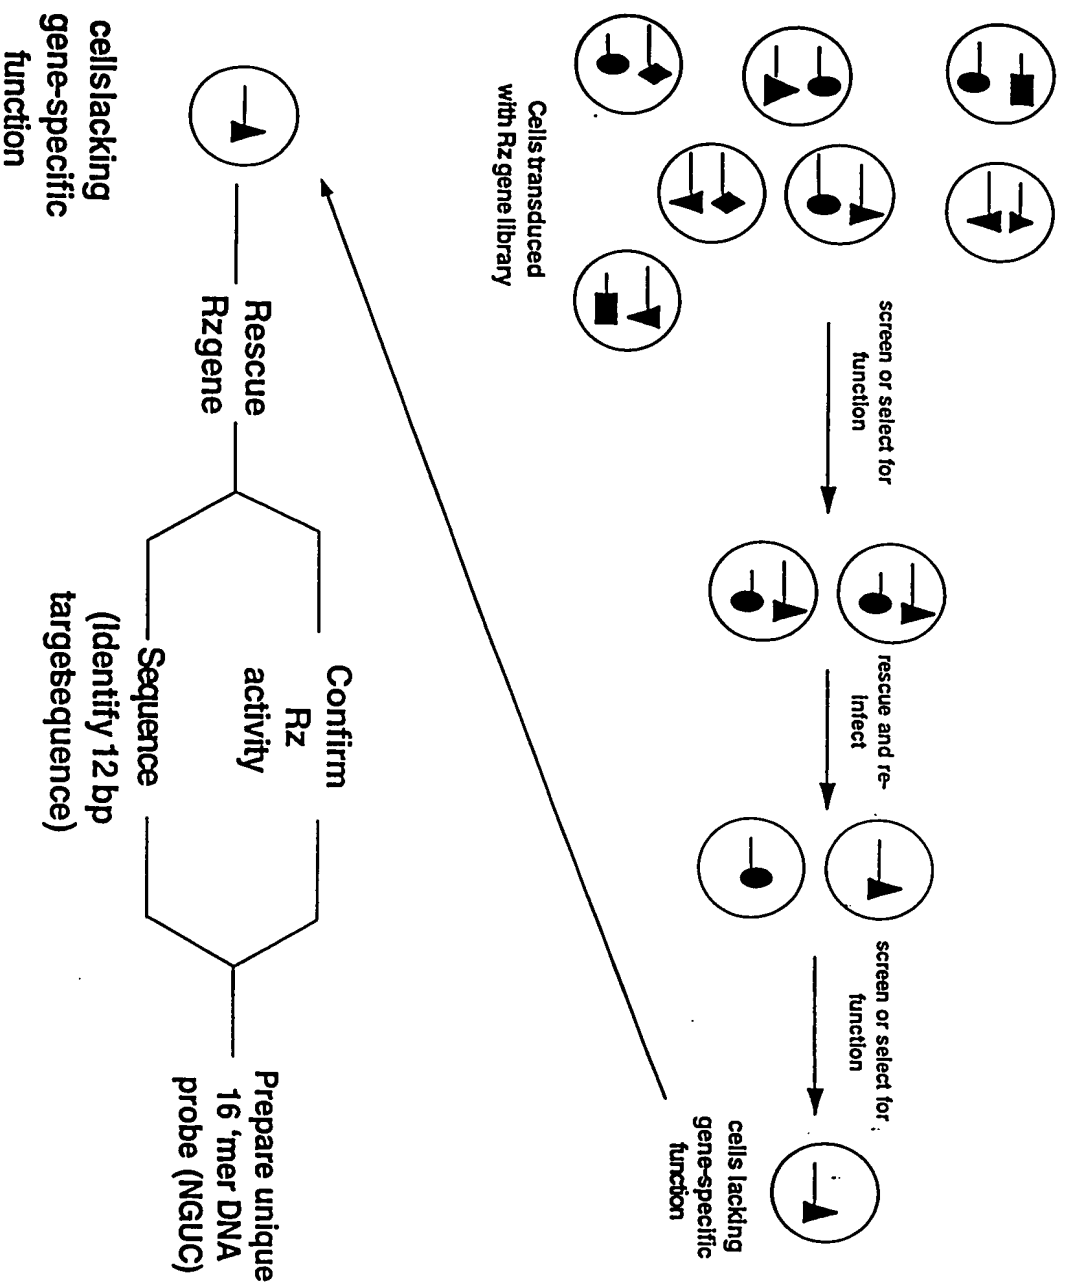 Cells transduced
with Rz gene library
screen or select for
function
rescue and re-
infect
screen or select for
function
cells lacking
gene-specific
function
cellslacking
gene-specific
function
Rescue
Rzgene
Confirm
Rz
activity
Sequence
(Identify 12 bp
targetsequence)
Prepare unique
16 'mer DNA
probe (NGUC)